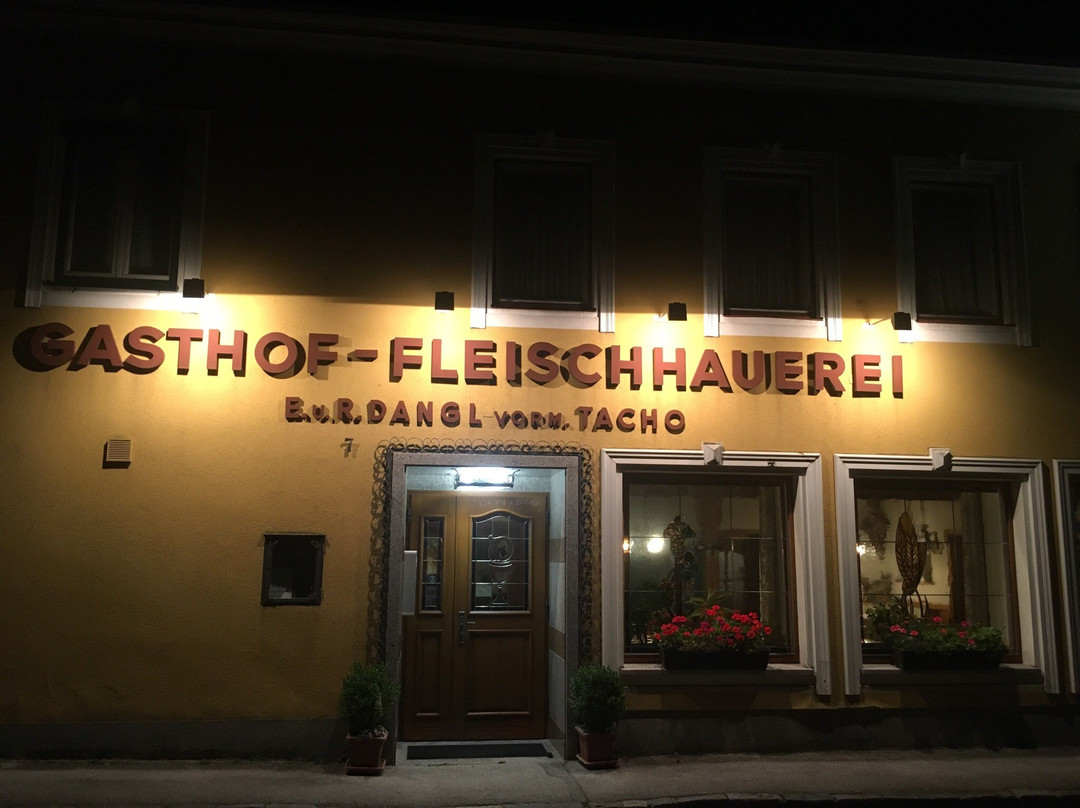 GASTHOF-FLEISCHHAUEREI
E.u.R.DANGL VORM. TACHO
7